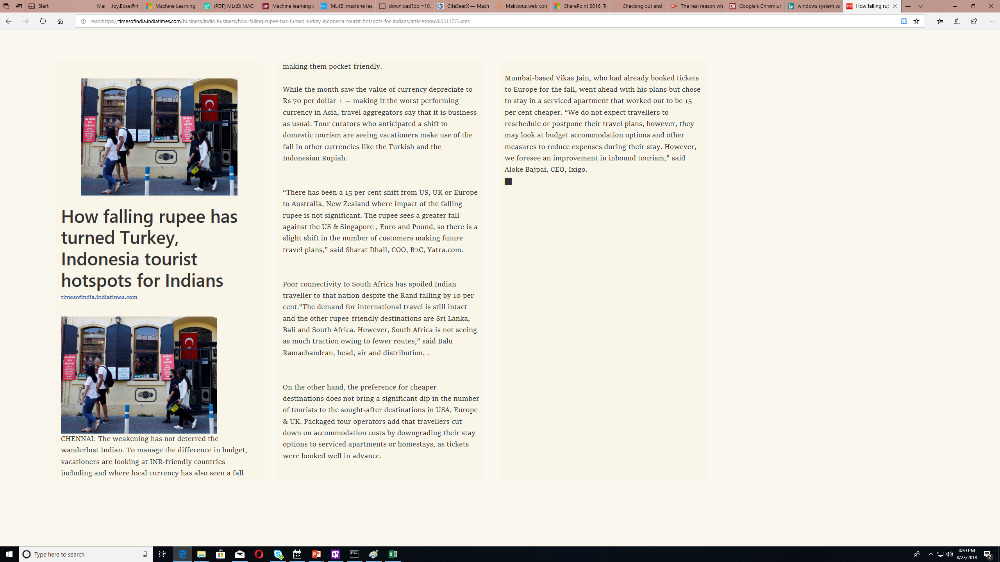 Start
Mail - Joy.Bose@m
Machine Learning
(PDF) MLitB: MACH
Machine learning c
MLitB: machine lea
download?doi=10.
CiteSeerX — Mach
Malicious web con
SharePoint 2016, Te
Checking out and
The real reason wh
Google's Chromium
windows system va
How falling rup
read:https://timesofindia.indiatimes.com/business/india-business/how-falling-rupee-has-turned-turkey-indonesia-tourist-hotspots-for-indians/articleshow/65511773.cms
How falling rupee has
turned Turkey,
Indonesia tourist
hotspots for Indians
timesofindia.indiatimes.com
CHENNAI: The weakening has not deterred the
wanderlust Indian. To manage the difference in budget,
vacationers are looking at INR-friendly countries
including and where local currency has also seen a fall
making them pocket-friendly.
While the month saw the value of currency depreciate to
Rs 70 per dollar + — making it the worst performing
currency in Asia, travel aggregators say that it is business
as usual. Tour curators who anticipated a shift to
domestic tourism are seeing vacationers make use of the
fall in other currencies like the Turkish and the
Indonesian Rupiah.
“There has been a 15 per cent shift from US, UK or Europe
to Australia, New Zealand where impact of the falling
rupee is not significant. The rupee sees a greater fall
against the US & Singapore , Euro and Pound, so there is a
slight shift in the number of customers making future
travel plans,” said Sharat Dhall, COO, B2C, Yatra.com.
Poor connectivity to South Africa has spoiled Indian
traveller to that nation despite the Rand falling by 10 per
cent.“The demand for international travel is still intact
and the other rupee-friendly destinations are Sri Lanka,
Bali and South Africa. However, South Africa is not seeing
as much traction owing to fewer routes,” said Balu
Ramachandran, head, air and distribution, .
On the other hand, the preference for cheaper
destinations does not bring a significant dip in the number
of tourists to the sought-after destinations in USA, Europe
& UK. Packaged tour operators add that travellers cut
down on accommodation costs by downgrading their stay
options to serviced apartments or homestays, as tickets
were booked well in advance.
Mumbai-based Vikas Jain, who had already booked tickets
to Europe for the fall, went ahead with his plans but chose
to stay in a serviced apartment that worked out to be 15
per cent cheaper. “We do not expect travellers to
reschedule or postpone their travel plans, however, they
may look at budget accommodation options and other
measures to reduce expenses during their stay. However,
we foresee an improvement in inbound tourism,” said
Aloke Bajpai, CEO, Ixigo.
Type here to search
4:30 PM
8/23/2018
2